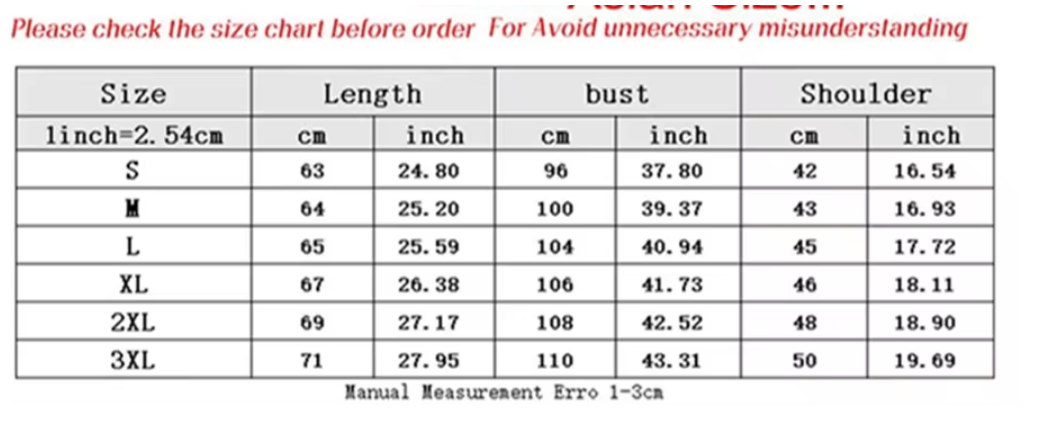 Please check the size chart before order For Avoid unnecessary misunderstanding
Size Length bust Shoulder
1inch=2.54cm cm inch cm inch cm inch
S 63 24.80 96 37.80 42 16.54
M 64 25.20 100 39.37 43 16.93
L 65 25.59 104 40.94 45 17.72
XL 67 26.38 106 41.73 46 18.11
2XL 69 27.17 108 42.52 48 18.90
3XL 71 27.95 110 43.31 50 19.69
Manual Measurement Erro 1-3cm